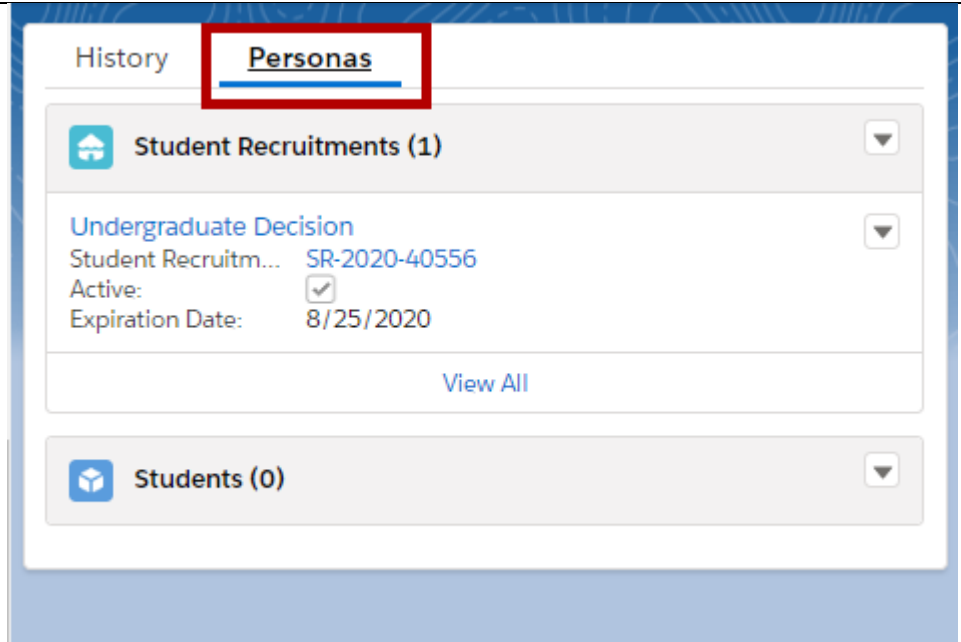 History Personas
Student Recruitments (1)
Undergraduate Decision
Student Recruitm... SR-2020-40556
Active:
Expiration Date: 8/25/2020
View All
Students (0)